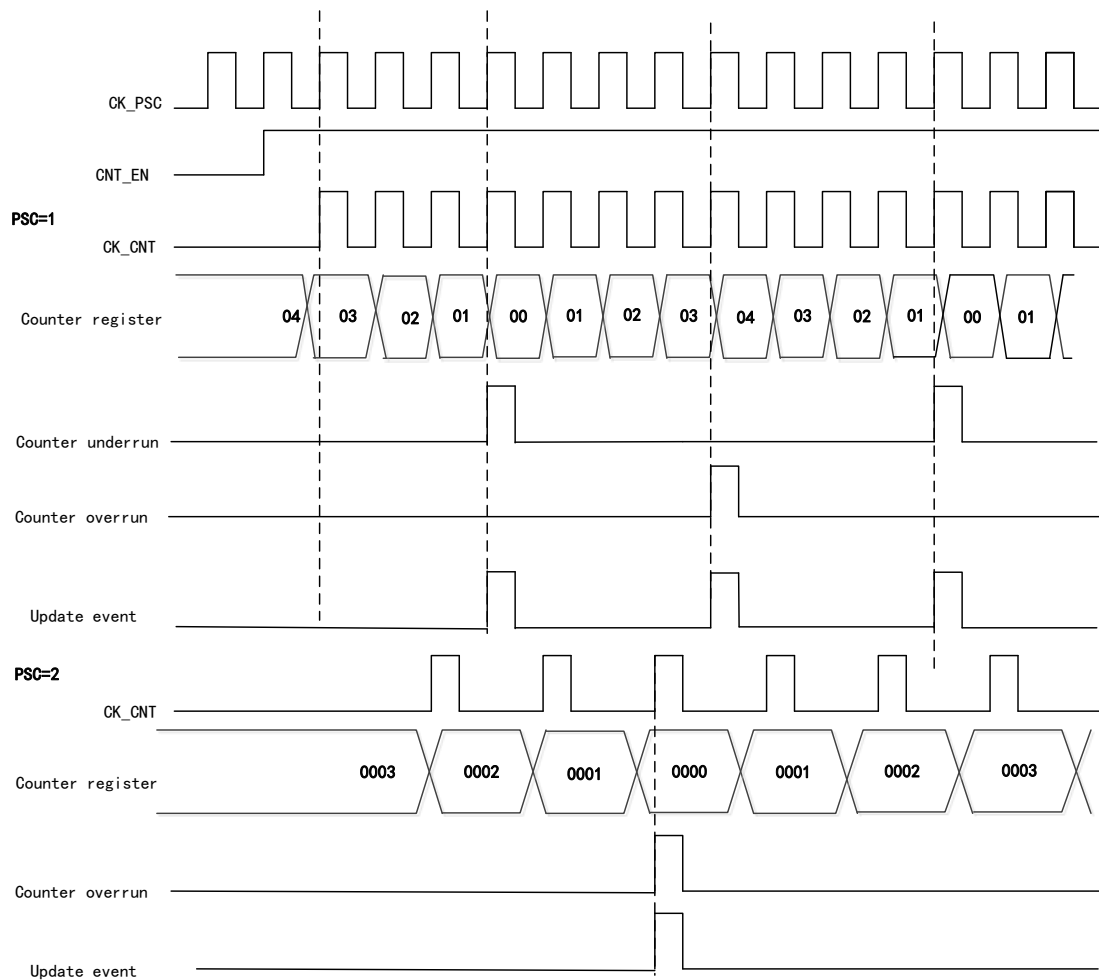 CK_PSC
CNT_EN
PSC=1
CK_CNT
Counter register 04 03 02 01 00 01 02 03 04 03 02 01 00 01
Counter underrun
Counter overrun
Update event
PSC=2
CK_CNT
Counter register 0003 0002 0001 0000 0001 0002 0003
Counter overrun
Update event